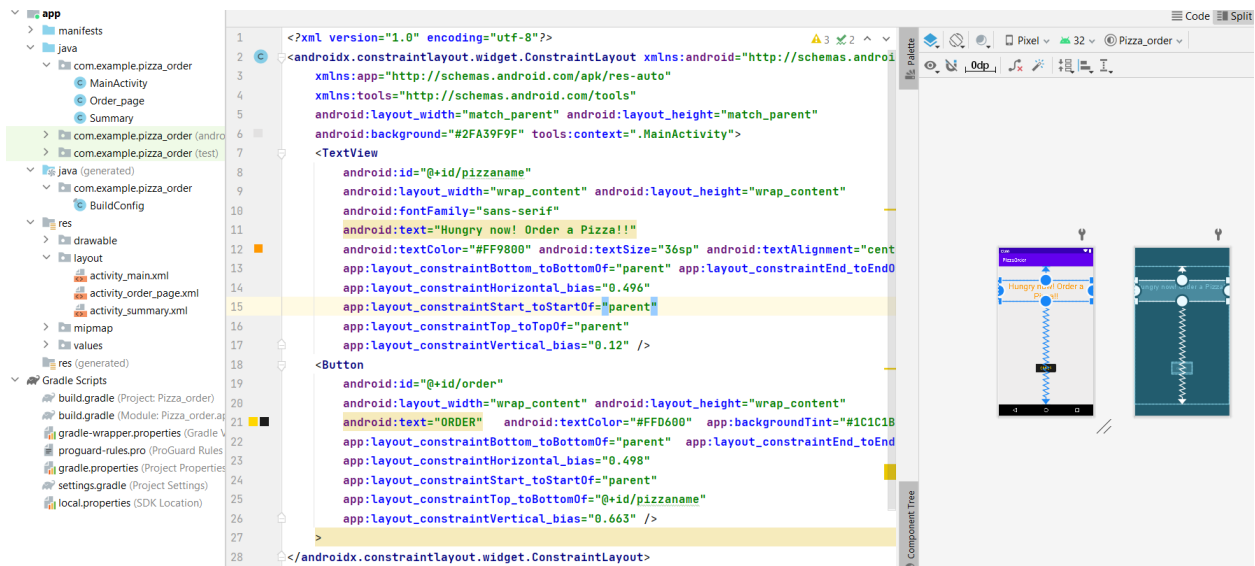 app
manifests
java
com.example.pizza_order
MainActivity
Order_page
Summary
com.example.pizza_order (andro
com.example.pizza_order (test)
java (generated)
com.example.pizza_order
BuildConfig
res
drawable
layout
activity_main.xml
activity_order_page.xml
activity_summary.xml
mipmap
values
res (generated)
Gradle Scripts
build.gradle (Project: Pizza_order)
build.gradle (Module: Pizza_order.ap
gradle-wrapper.properties (Gradle V
proguard-rules.pro (ProGuard Rules
gradle.properties (Project Properties
settings.gradle (Project Settings)
local.properties (SDK Location)
1 <?xml version="1.0" encoding="utf-8"?>
3 2
2 <androidx.constraintlayout.widget.ConstraintLayout xmlns:android="http://schemas.androi
3 xmlns:app="http://schemas.android.com/apk/res-auto"
4 xmlns:tools="http://schemas.android.com/tools"
5 android:layout_width="match_parent" android:layout_height="match_parent"
6 android:background="#2FA39F9F" tools:context=".MainActivity">
7 <TextView
8 android:id="@+id/pizzaname"
9 android:layout_width="wrap_content" android:layout_height="wrap_content"
10 android:fontFamily="sans-serif"
11 android:text="Hungry now! Order a Pizza!!"
12 android:textColor="#FF9800" android:textSize="36sp" android:textAlignment="cent
13 app:layout_constraintBottom_toBottomOf="parent" app:layout_constraintEnd_toEndO
14 app:layout_constraintHorizontal_bias="0.496"
15 app:layout_constraintStart_toStartOf="parent"
16 app:layout_constraintTop_toTopOf="parent"
17 app:layout_constraintVertical_bias="0.12" />
18 <Button
19 android:id="@+id/order"
20 android:layout_width="wrap_content" android:layout_height="wrap_content"
21 android:text="ORDER" android:textColor="#FFD600" app:backgroundTint="#1C1C1B
22 app:layout_constraintBottom_toBottomOf="parent" app:layout_constraintEnd_toEnd
23 app:layout_constraintHorizontal_bias="0.498"
24 app:layout_constraintStart_toStartOf="parent"
25 app:layout_constraintTop_toBottomOf="@+id/pizzaname"
26 app:layout_constraintVertical_bias="0.663" />
27 >
28 </androidx.constraintlayout.widget.ConstraintLayout>
Code Split
Palette
Pixel 32 Pizza_order
0dp
Component Tree
PizzaOrder
Hungry now! Order a